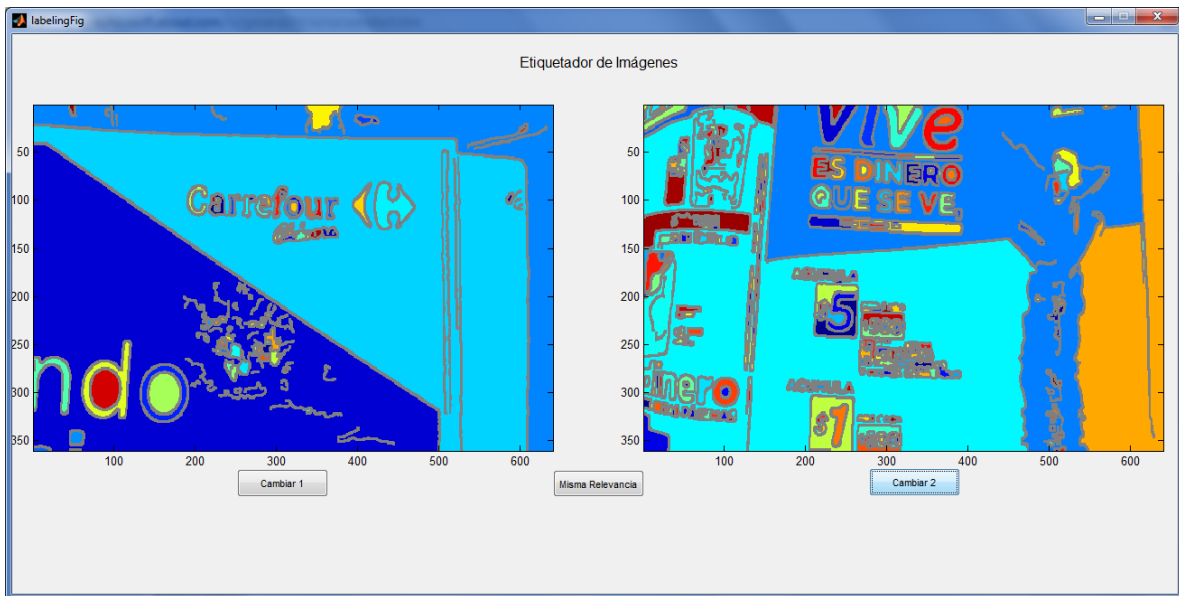 labelingFig
Etiquetador de Imágenes
Carrefour
ndo
50
100
150
200
250
300
350
100
200
300
400
500
600
vive
ES DINERO
QUE SE VE,
ACUMULA
5
dinero
ACUMULA
$1
50
100
150
200
250
300
350
100
200
300
400
500
600
Cambiar 1
Misma Relevancia
Cambiar 2